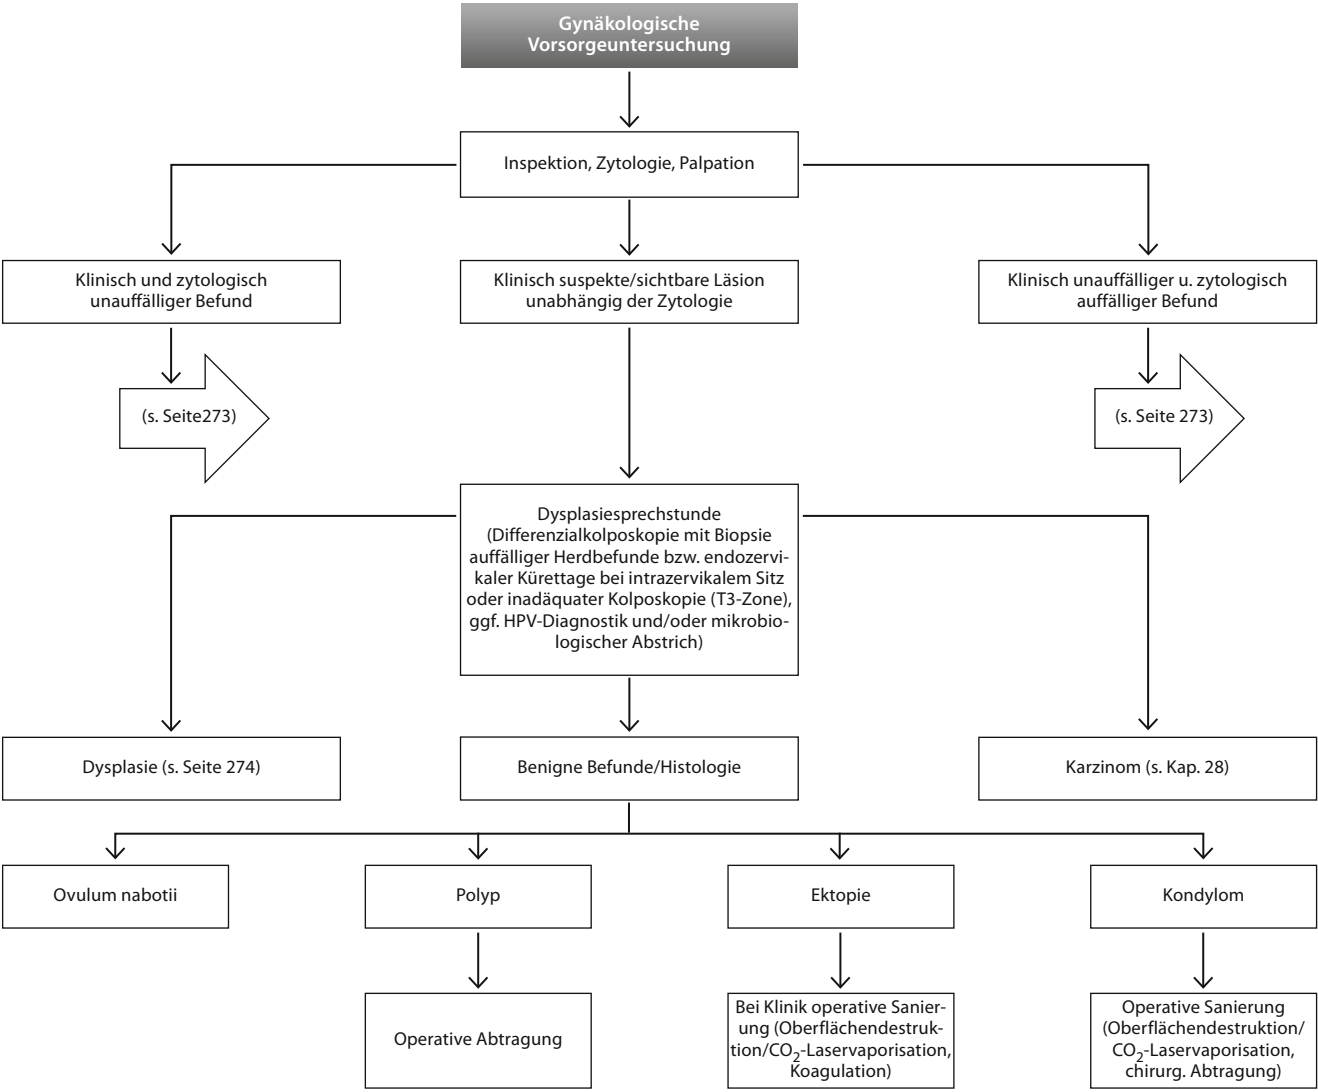 Gynäkologische
Vorsorgeuntersuchung
Inspektion, Zytologie, Palpation
Klinisch und zytologisch
unauffälliger Befund
Klinisch suspekte/sichtbare Läsion
unabhängig der Zytologie
Klinisch unauffälliger u. zytologisch
auffälliger Befund
(s. Seite273)
(s. Seite 273)
Dysplasiesprechstunde
(Differenzialkolposkopie mit Biopsie
auffälliger Herdbefunde bzw. endozervi-
kaler Kürettage bei intrazervikalem Sitz
oder inadäquater Kolposkopie (T3-Zone),
ggf. HPV-Diagnostik und/oder mikrobio-
logischer Abstrich)
Dysplasie (s. Seite 274)
Benigne Befunde/Histologie
Karzinom (s. Kap. 28)
Ovulum nabotii
Polyp
Ektopie
Kondylom
Operative Abtragung
Bei Klinik operative Sanier-
ung (Oberflächendestruk-
tion/CO₂-Laservaporisation,
Koagulation)
Operative Sanierung
(Oberflächendestruktion/
CO₂-Laservaporisation,
chirurg. Abtragung)